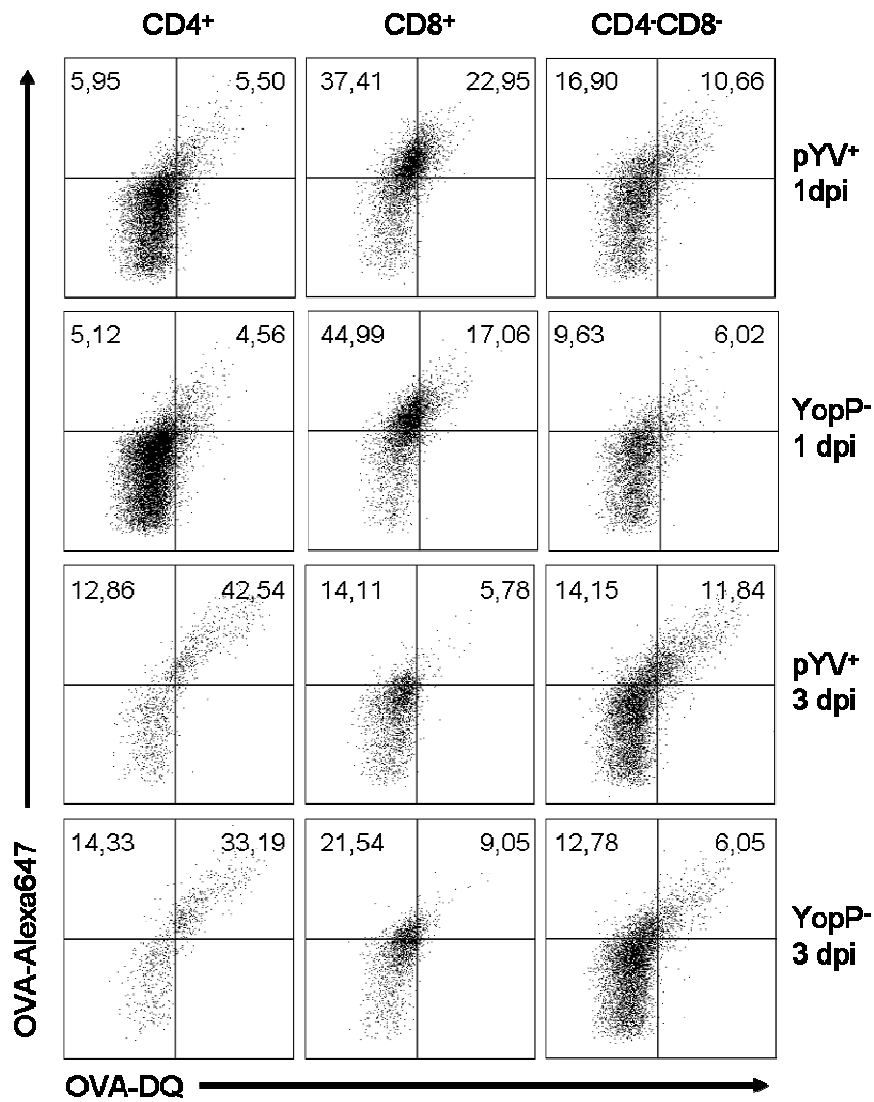 CD4⁺ CD8⁺ CD4⁻CD8⁻
5,95 5,50 37,41 22,95 16,90 10,66
pYV⁺
1dpi
5,12 4,56 44,99 17,06 9,63 6,02
YopP⁻
1 dpi
12,86 42,54 14,11 5,78 14,15 11,84
pYV⁺
3 dpi
14,33 33,19 21,54 9,05 12,78 6,05
YopP⁻
3 dpi
OVA-Alexa647
OVA-DQ